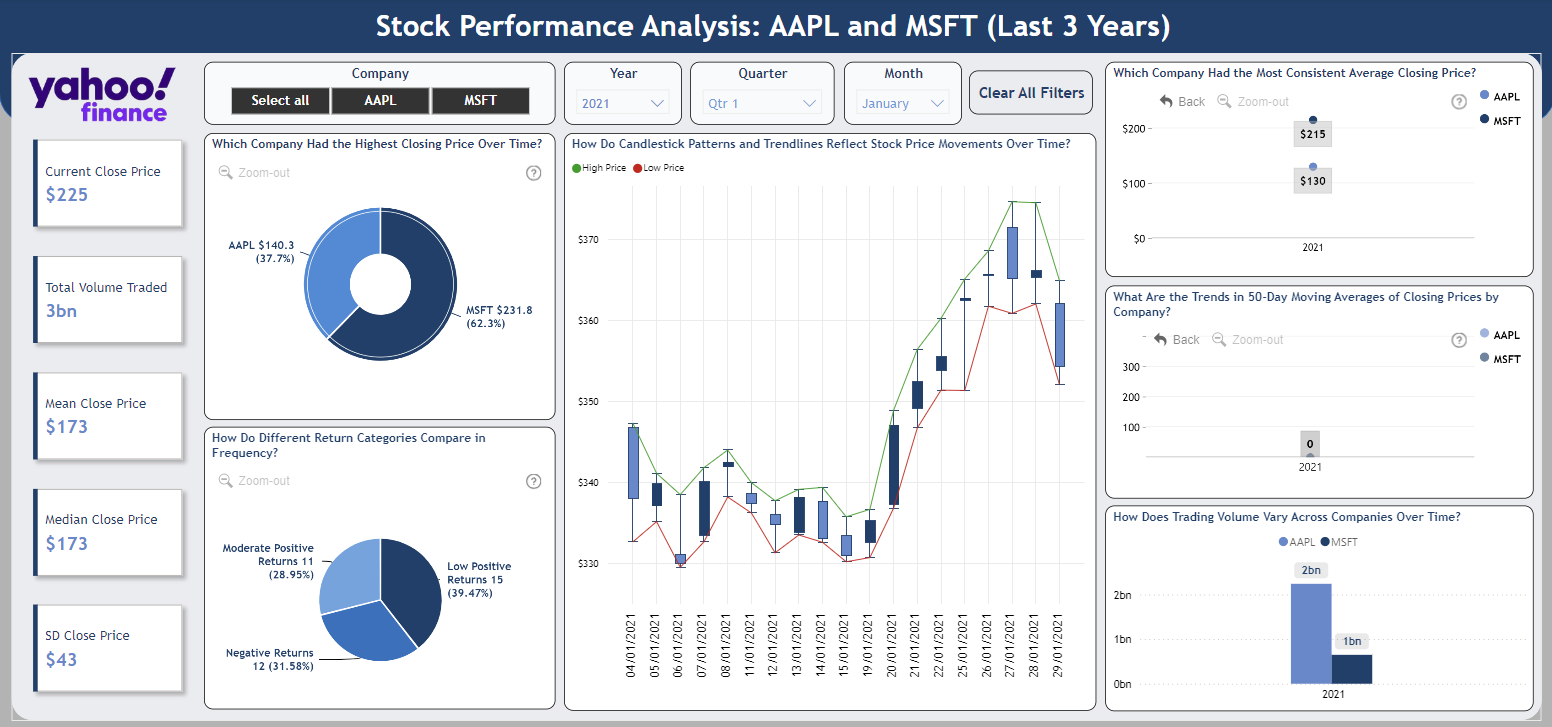 Stock Performance Analysis: AAPL and MSFT (Last 3 Years)
yahoo!
finance
Company
Select all
AAPL
MSFT
Year
2021
Quarter
Qtr 1
Month
January
Clear All Filters
Current Close Price
$225
Total Volume Traded
3bn
Mean Close Price
$173
Median Close Price
$173
SD Close Price
$43
Which Company Had the Highest Closing Price Over Time?
Zoom-out
?
AAPL $140.3
(37.7%)
MSFT $231.8
(62.3%)
How Do Different Return Categories Compare in
Frequency?
Zoom-out
?
Moderate Positive
Returns 11
(28.95%)
Low Positive
Returns 15
(39.47%)
Negative Returns
12 (31.58%)
How Do Candlestick Patterns and Trendlines Reflect Stock Price Movements Over Time?
High Price
Low Price
$370
$360
$350
$340
$330
04/01/2021
05/01/2021
06/01/2021
07/01/2021
08/01/2021
11/01/2021
12/01/2021
13/01/2021
14/01/2021
15/01/2021
19/01/2021
20/01/2021
21/01/2021
22/01/2021
25/01/2021
26/01/2021
27/01/2021
28/01/2021
29/01/2021
Which Company Had the Most Consistent Average Closing Price?
Back
Zoom-out
?
AAPL
MSFT
$200
$215
$100
$130
$0
2021
What Are the Trends in 50-Day Moving Averages of Closing Prices by
Company?
Back
Zoom-out
?
AAPL
MSFT
300
200
100
0
2021
How Does Trading Volume Vary Across Companies Over Time?
AAPL
MSFT
2bn
2bn
1bn
1bn
0bn
2021